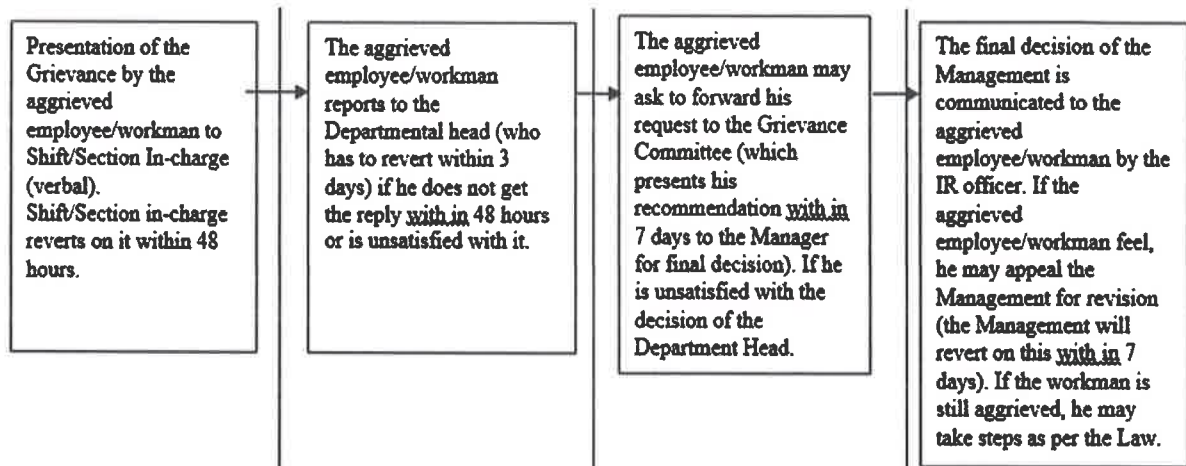 Presentation of the
Grievance by the
aggrieved
employee/workman to
Shift/Section In-charge
(verbal).
Shift/Section in-charge
reverts on it within 48
hours.
The aggrieved
employee/workman
reports to the
Departmental head (who
has to revert within 3
days) if he does not get
the reply with in 48 hours
or is unsatisfied with it.
The aggrieved
employee/workman may
ask to forward his
request to the Grievance
Committee (which
presents his
recommendation with in
7 days to the Manager
for final decision). If he
is unsatisfied with the
decision of the
Department Head.
The final decision of the
Management is
communicated to the
aggrieved
employee/workman by the
IR officer. If the
aggrieved
employee/workman feel,
he may appeal the
Management for revision
(the Management will
revert on this with in 7
days). If the workman is
still aggrieved, he may
take steps as per the Law.